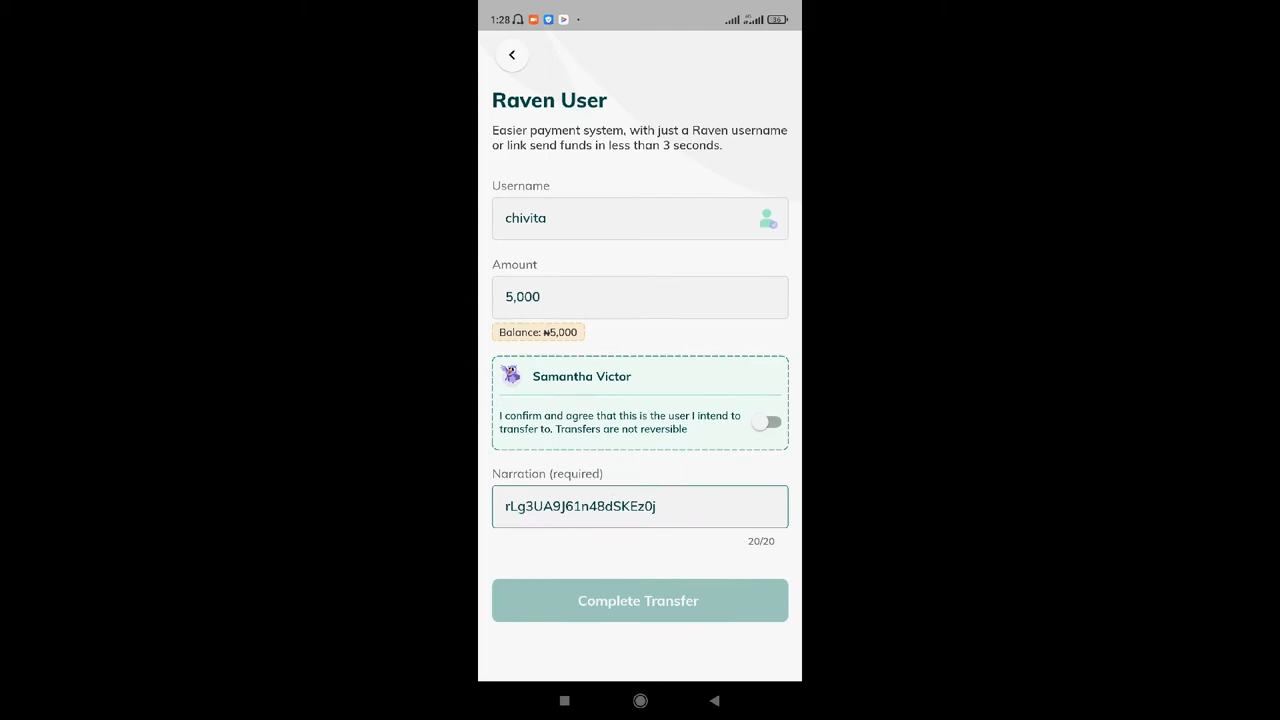 1:28
4G
36
Raven User
Easier payment system, with just a Raven username
or link send funds in less than 3 seconds.
Username
chivita
Amount
5,000
Balance: ₦5,000
Samantha Victor
I confirm and agree that this is the user I intend to
transfer to. Transfers are not reversible
Narration (required)
rLg3UA9J61n48dSKEz0j
20/20
Complete Transfer